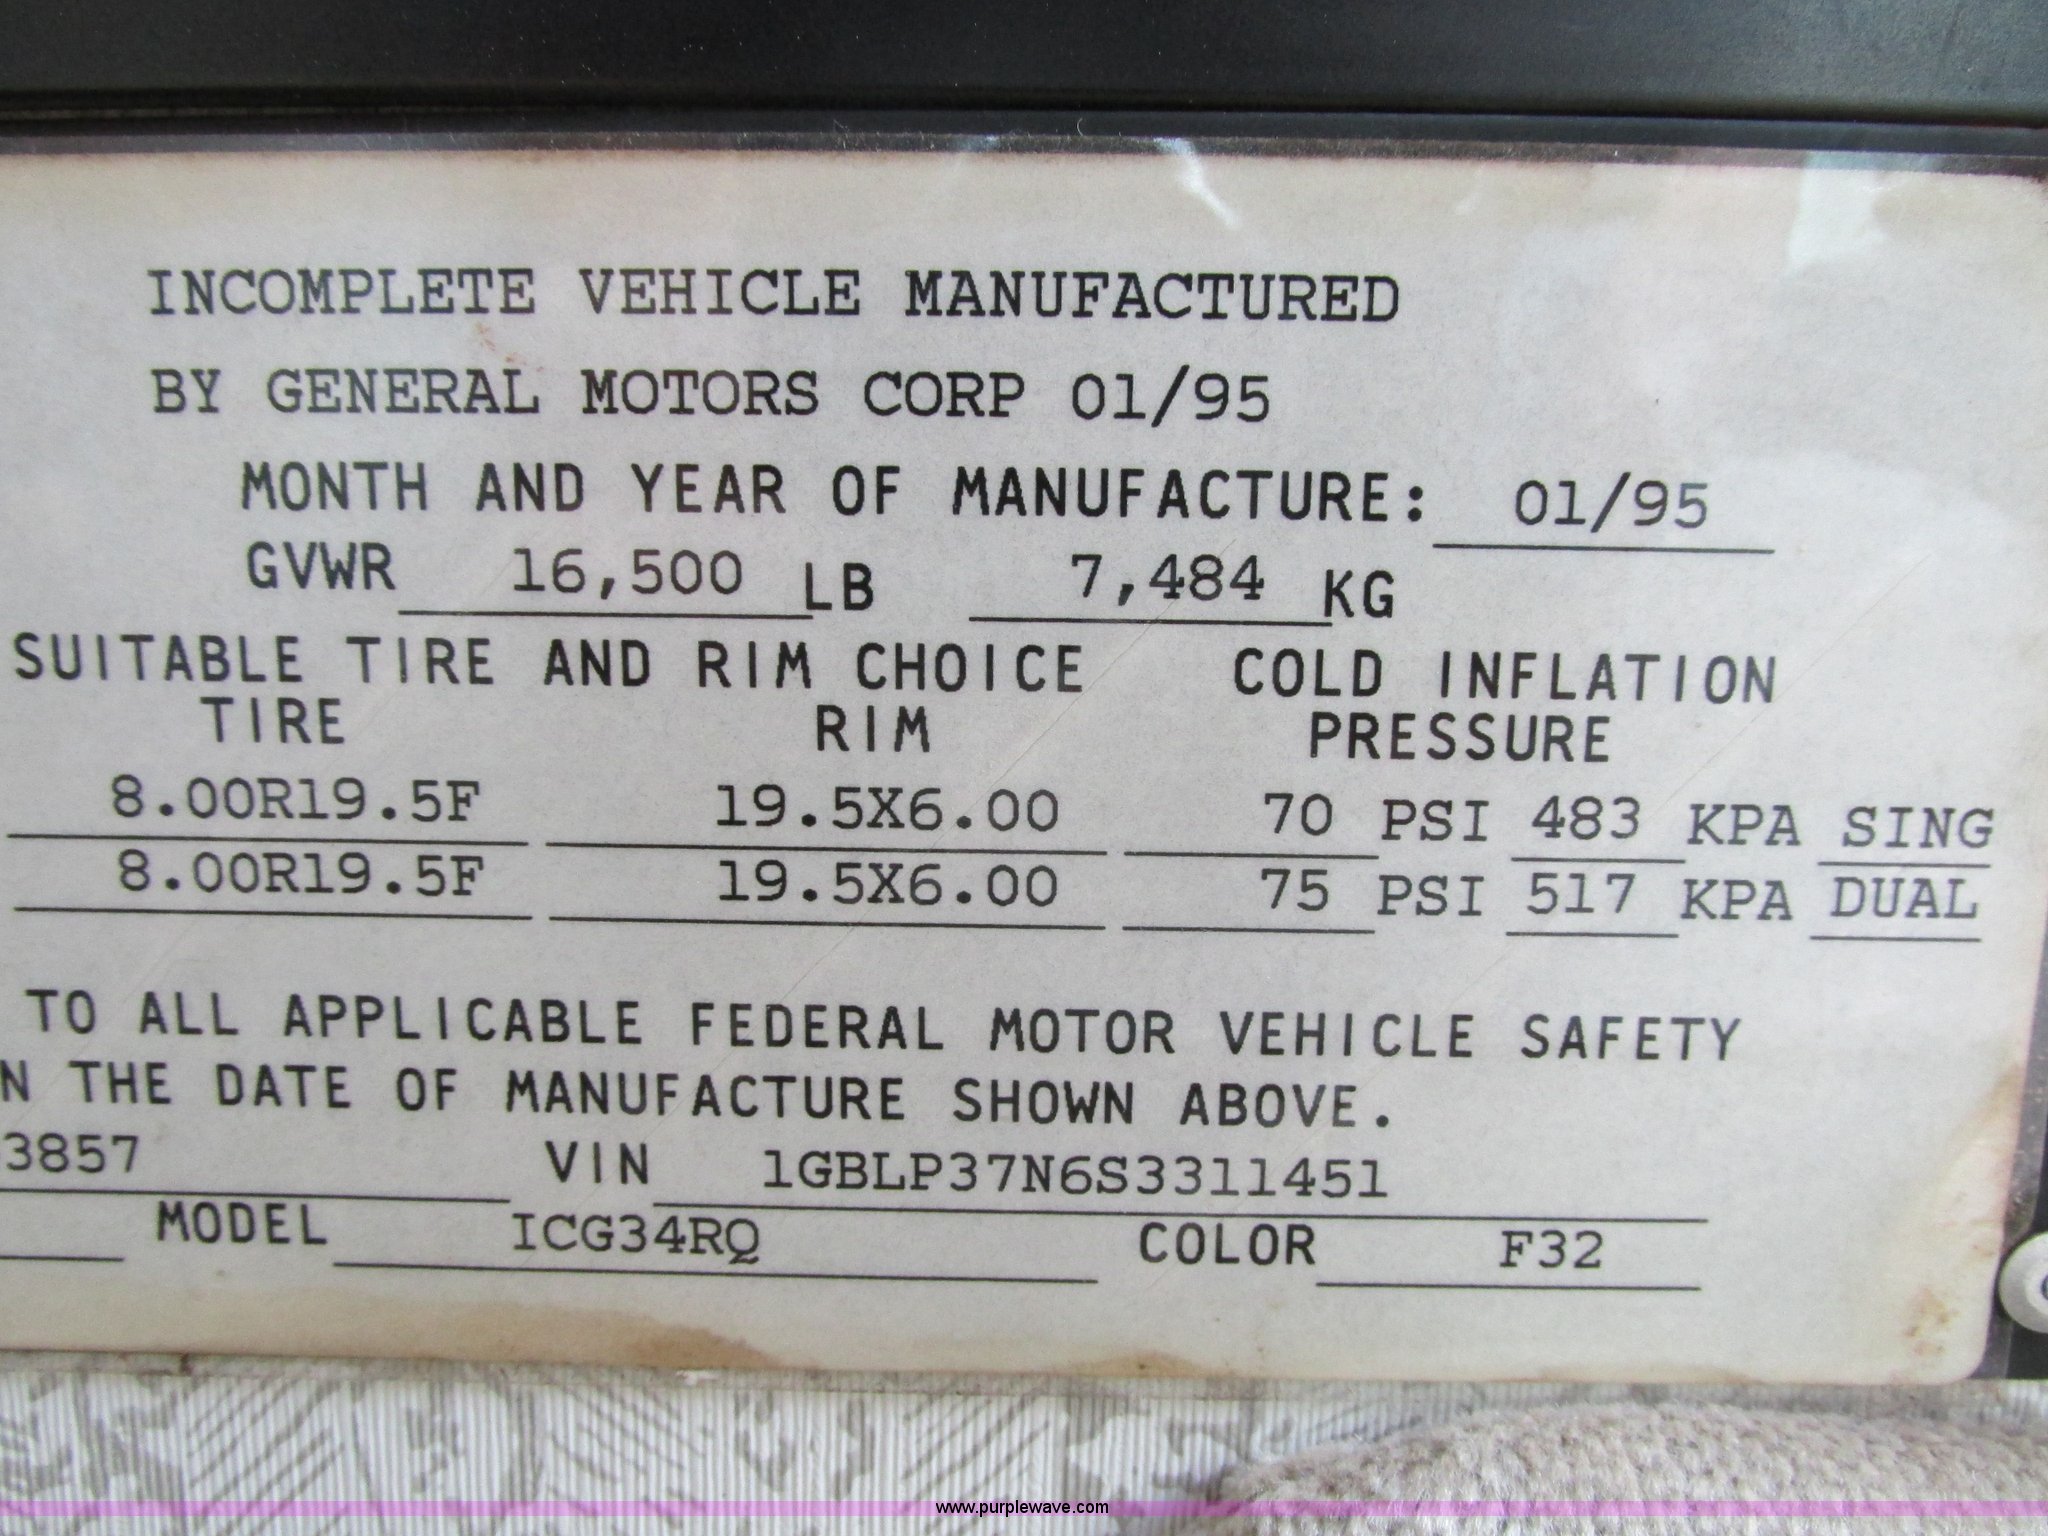 INCOMPLETE VEHICLE MANUFACTURED
BY GENERAL MOTORS CORP 01/95
MONTH AND YEAR OF MANUFACTURE: 01/95
GVWR 16,500 LB 7,484 KG
SUITABLE TIRE AND RIM CHOICE COLD INFLATION
TIRE RIM PRESSURE
8.00R19.5F 19.5X6.00 70 PSI 483 KPA SING
8.00R19.5F 19.5X6.00 75 PSI 517 KPA DUAL
TO ALL APPLICABLE FEDERAL MOTOR VEHICLE SAFETY
N THE DATE OF MANUFACTURE SHOWN ABOVE.
3857 VIN 1GBLP37N6S3311451
MODEL ICG34RQ COLOR F32
www.purplewave.com